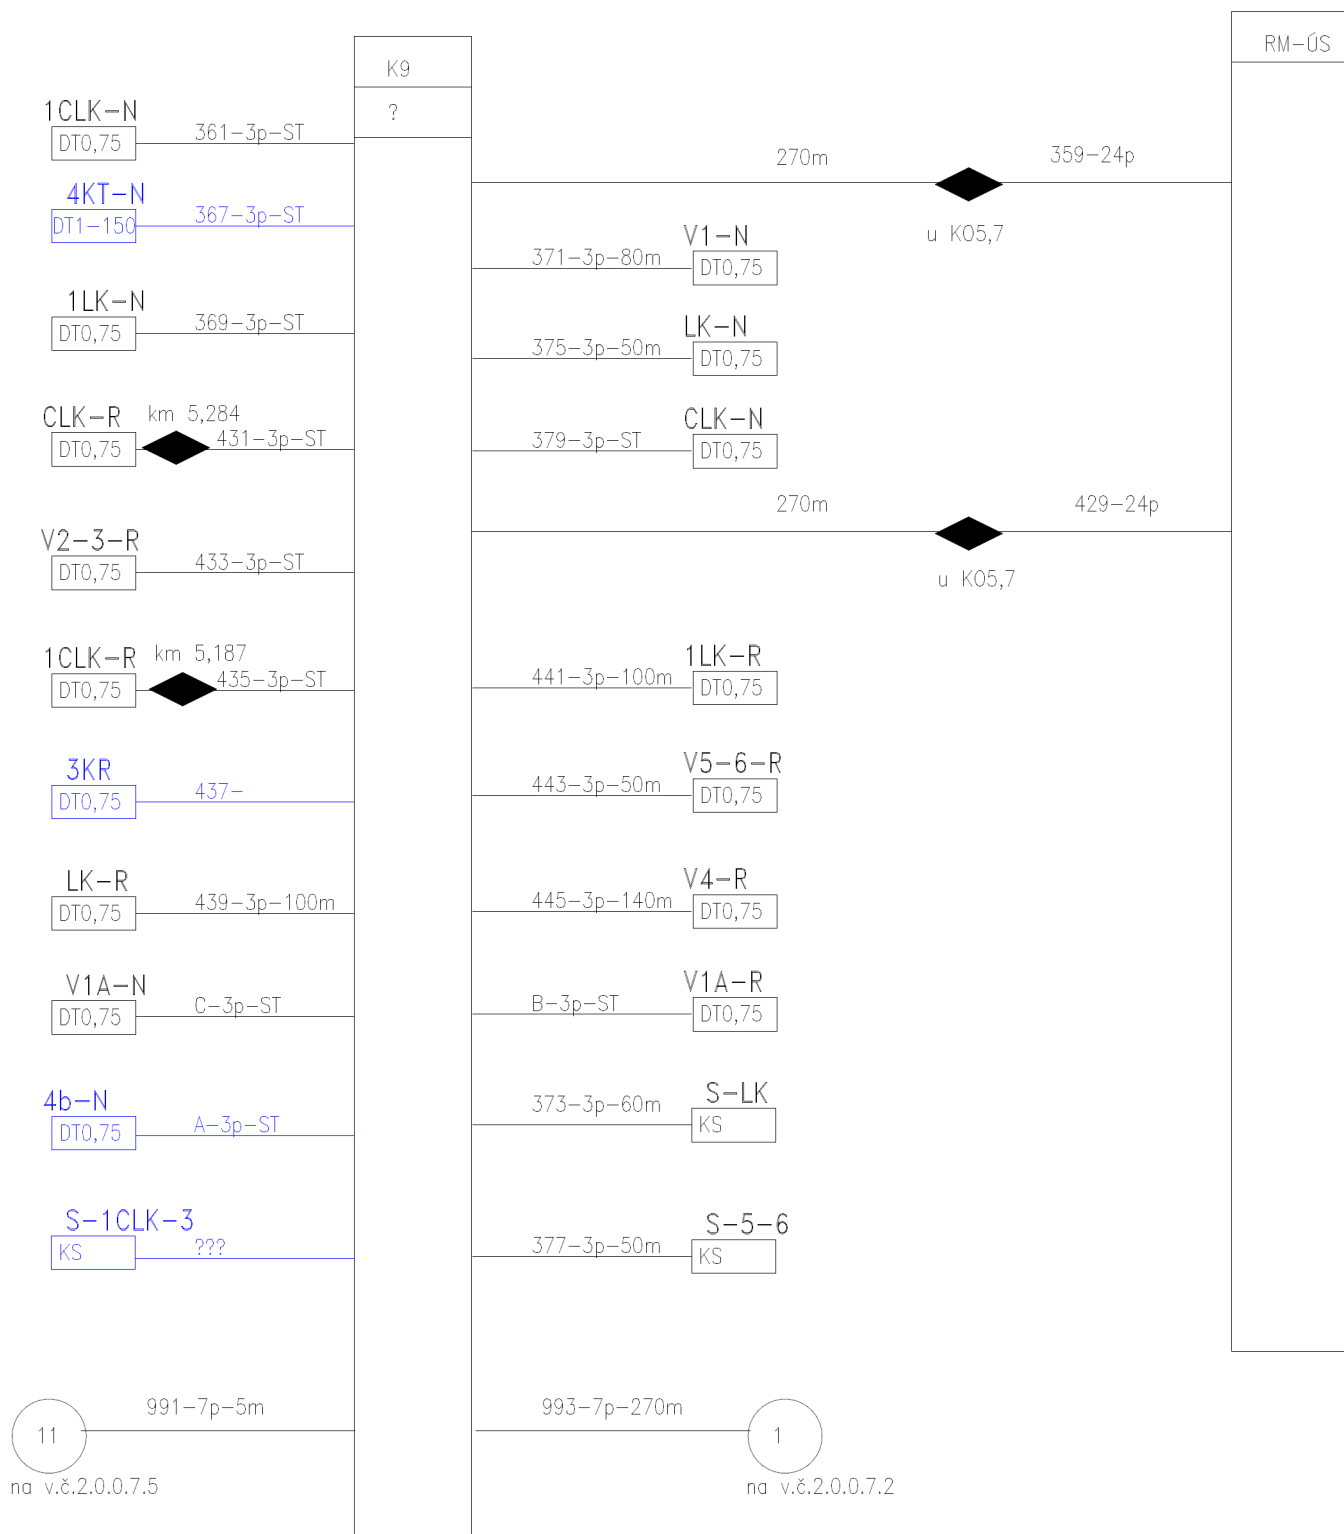 K9
?
RM-ÚS
1CLK-N
DT0,75
361-3p-ST
4KT-N
DT1-150
367-3p-ST
1LK-N
DT0,75
369-3p-ST
CLK-R
km 5,284
DT0,75
431-3p-ST
V2-3-R
DT0,75
433-3p-ST
1CLK-R
km 5,187
DT0,75
435-3p-ST
3KR
DT0,75
437-
LK-R
DT0,75
439-3p-100m
V1A-N
DT0,75
C-3p-ST
4b-N
DT0,75
A-3p-ST
S-1CLK-3
KS
???
991-7p-5m
11
na v.č.2.0.0.7.5
270m
359-24p
u KO5,7
V1-N
371-3p-80m
DT0,75
LK-N
375-3p-50m
DT0,75
CLK-N
379-3p-ST
DT0,75
270m
429-24p
u KO5,7
1LK-R
441-3p-100m
DT0,75
V5-6-R
443-3p-50m
DT0,75
V4-R
445-3p-140m
DT0,75
V1A-R
B-3p-ST
DT0,75
S-LK
373-3p-60m
KS
S-5-6
377-3p-50m
KS
993-7p-270m
1
na v.č.2.0.0.7.2